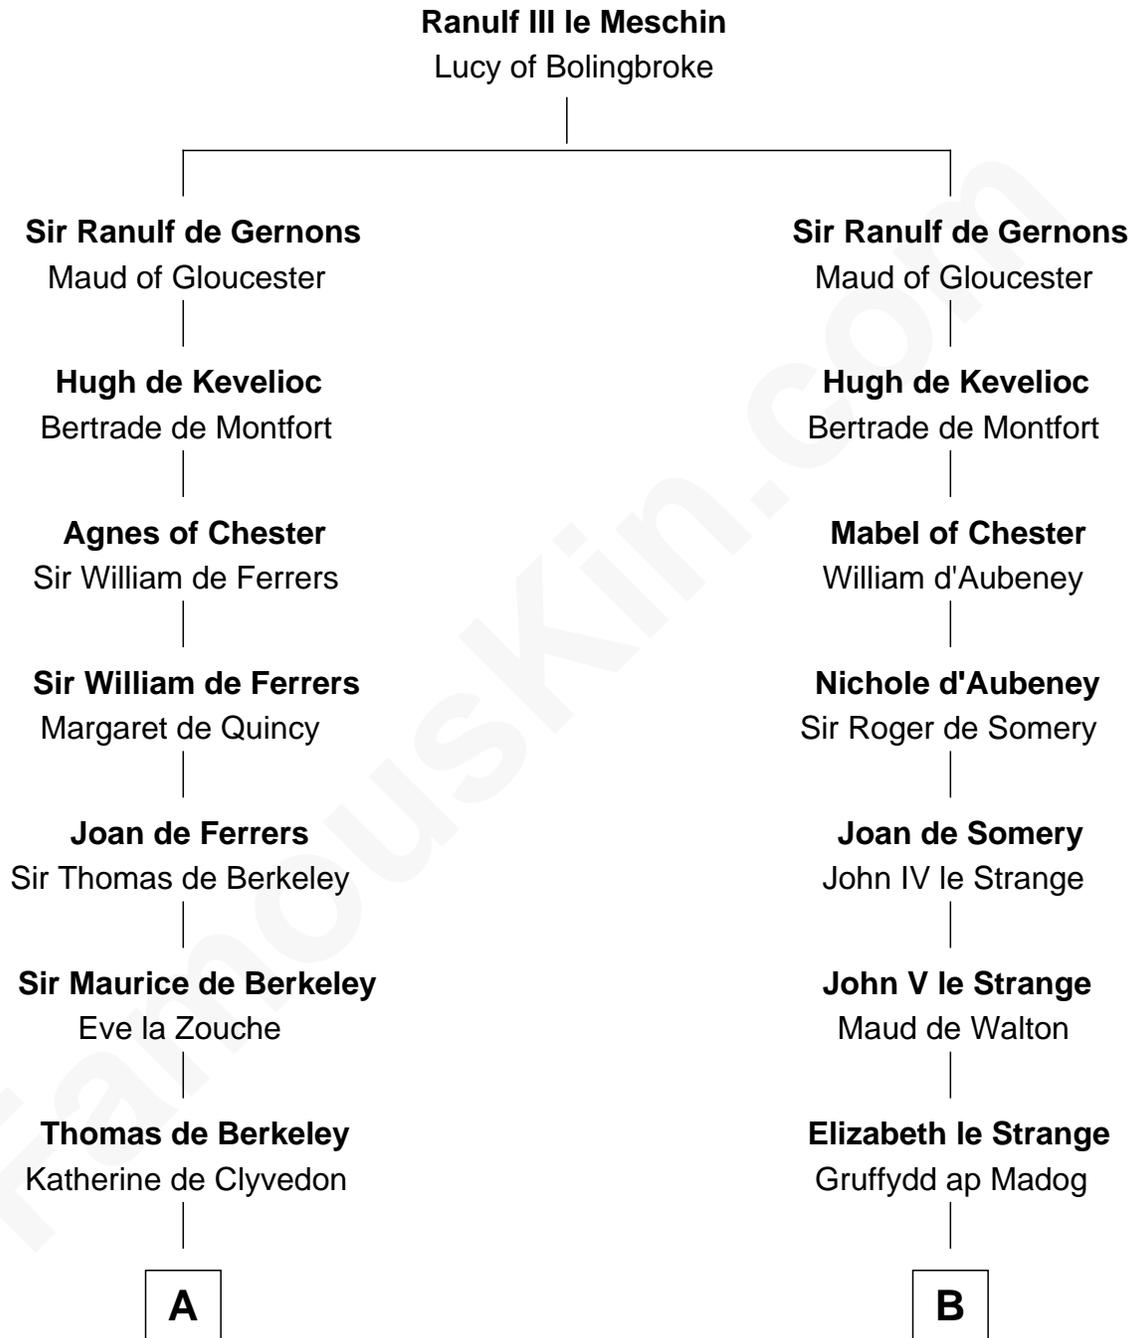 Ranulf III le Meschin
Lucy of Bolingbroke
Sir Ranulf de Gernons
Maud of Gloucester
Hugh de Kevelioc
Bertrade de Montfort
Agnes of Chester
Sir William de Ferrers
Sir William de Ferrers
Margaret de Quincy
Joan de Ferrers
Sir Thomas de Berkeley
Sir Maurice de Berkeley
Eve la Zouche
Thomas de Berkeley
Katherine de Clyvedon
A
Sir Ranulf de Gernons
Maud of Gloucester
Hugh de Kevelioc
Bertrade de Montfort
Mabel of Chester
William d'Aubeney
Nichole d'Aubeney
Sir Roger de Somery
Joan de Somery
John IV le Strange
John V le Strange
Maud de Walton
Elizabeth le Strange
Gruffydd ap Madog
B
FamousKin.com